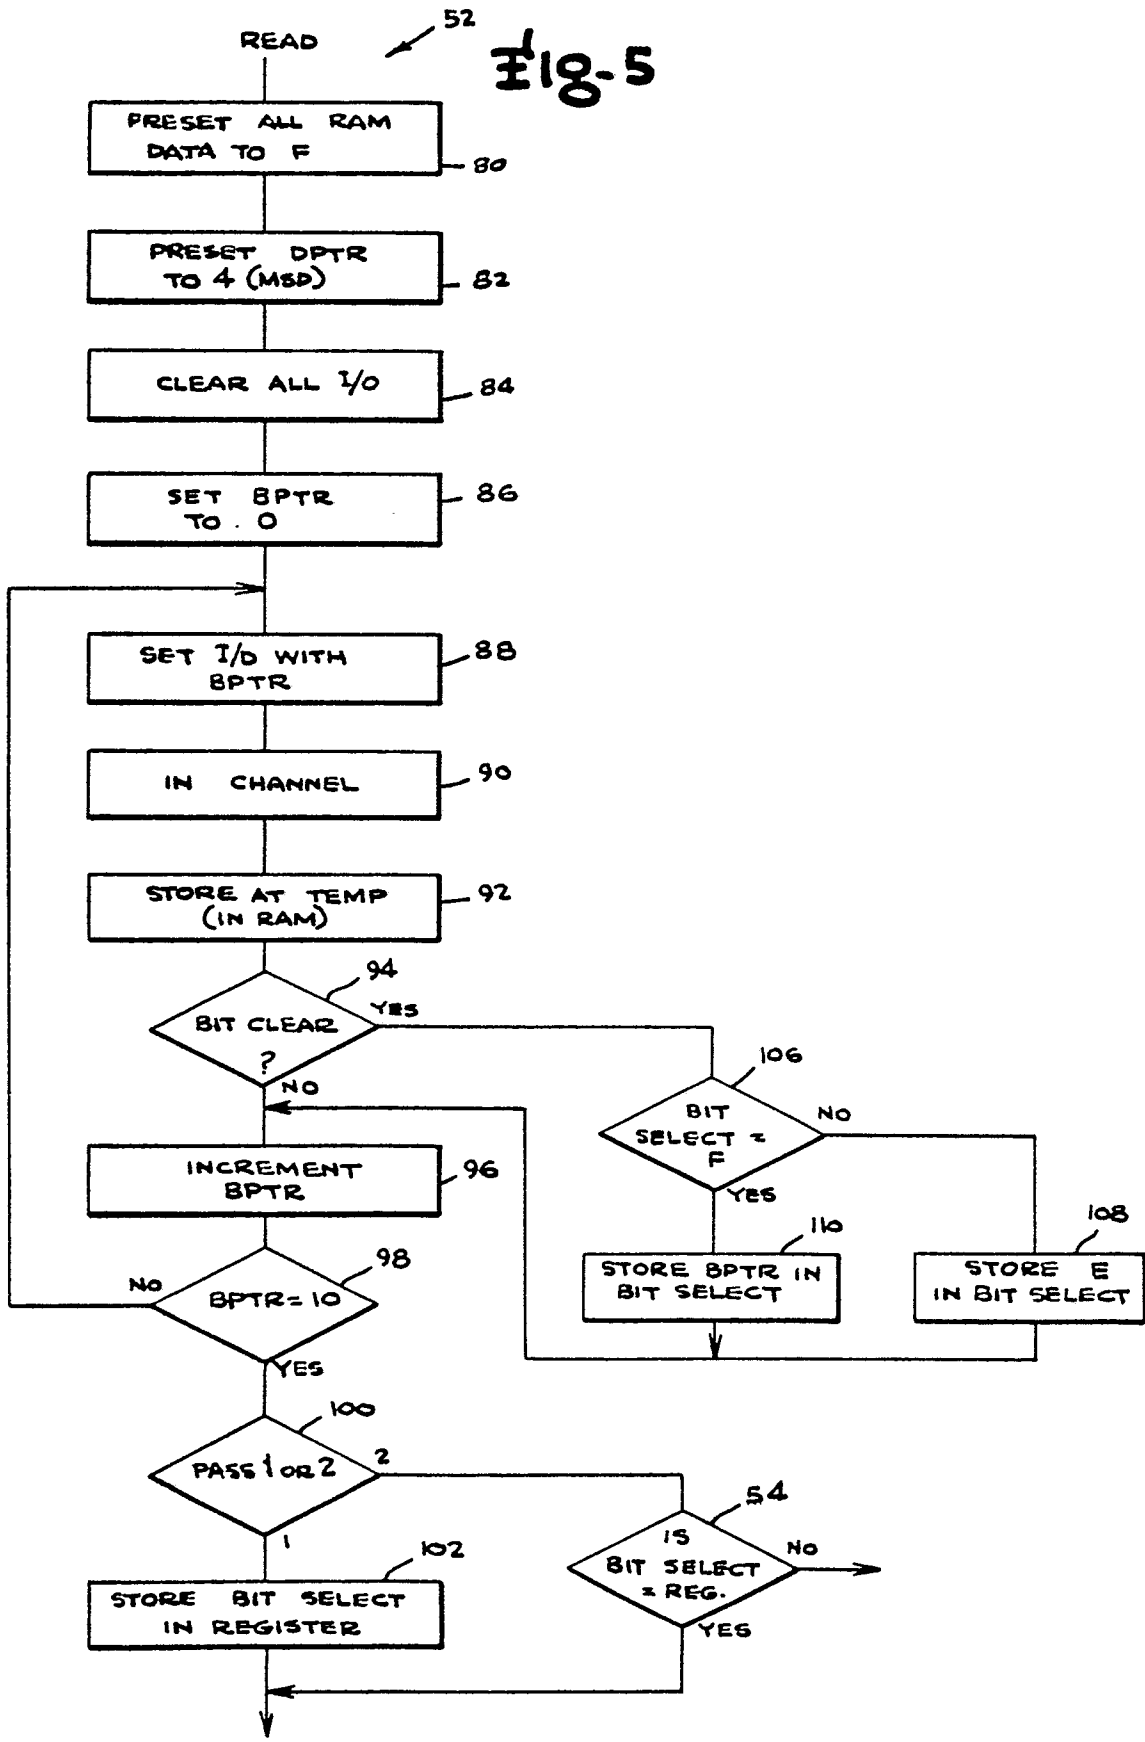 READ
52
Fig-5
PRESET ALL RAM
DATA TO F
80
PRESET DPTR
TO 4 (MSD)
82
CLEAR ALL I/O
84
SET BPTR
TO . 0
86
SET I/O WITH
BPTR
88
IN CHANNEL
90
STORE AT TEMP
(IN RAM)
92
94
BIT CLEAR
?
YES
NO
106
BIT
SELECT =
F
NO
YES
INCREMENT
BPTR
96
110
STORE BPTR IN
BIT SELECT
108
STORE E
IN BIT SELECT
98
NO
BPTR = 10
YES
100
PASS 1 OR 2
2
1
54
IS
BIT SELECT
= REG.
NO
YES
102
STORE BIT SELECT
IN REGISTER